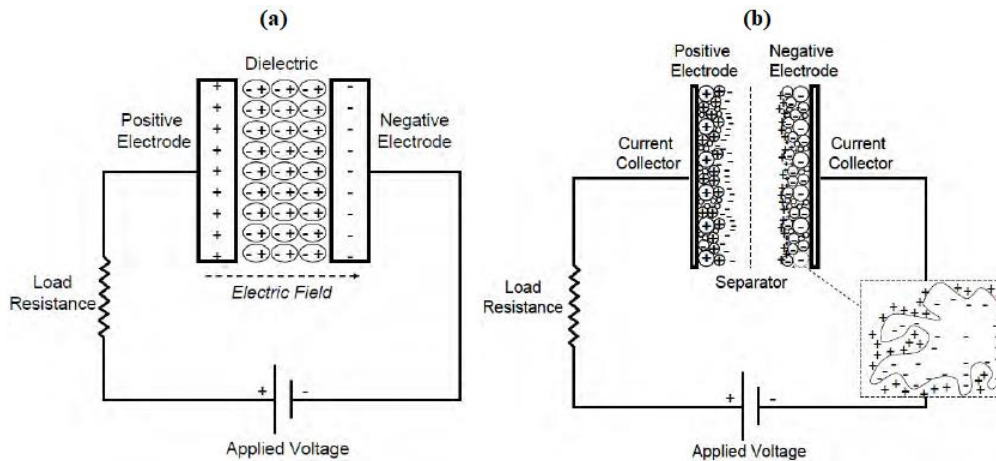 (a)
Dielectric
Positive
Electrode
Negative
Electrode
Load
Resistance
Electric Field
+ -
Applied Voltage
(b)
Positive
Electrode
Negative
Electrode
Current
Collector
Current
Collector
Separator
Load
Resistance
+ -
Applied Voltage